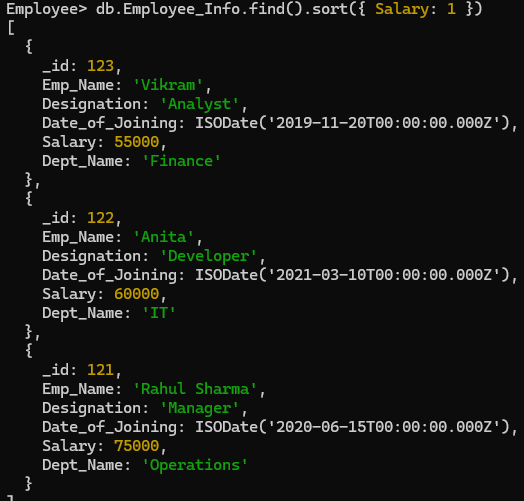 Employee> db.Employee_Info.find().sort({ Salary: 1 })
[
  {
    _id: 123,
    Emp_Name: 'Vikram',
    Designation: 'Analyst',
    Date_of_Joining: ISODate('2019-11-20T00:00:00.000Z'),
    Salary: 55000,
    Dept_Name: 'Finance'
  },
  {
    _id: 122,
    Emp_Name: 'Anita',
    Designation: 'Developer',
    Date_of_Joining: ISODate('2021-03-10T00:00:00.000Z'),
    Salary: 60000,
    Dept_Name: 'IT'
  },
  {
    _id: 121,
    Emp_Name: 'Rahul Sharma',
    Designation: 'Manager',
    Date_of_Joining: ISODate('2020-06-15T00:00:00.000Z'),
    Salary: 75000,
    Dept_Name: 'Operations'
  }
]